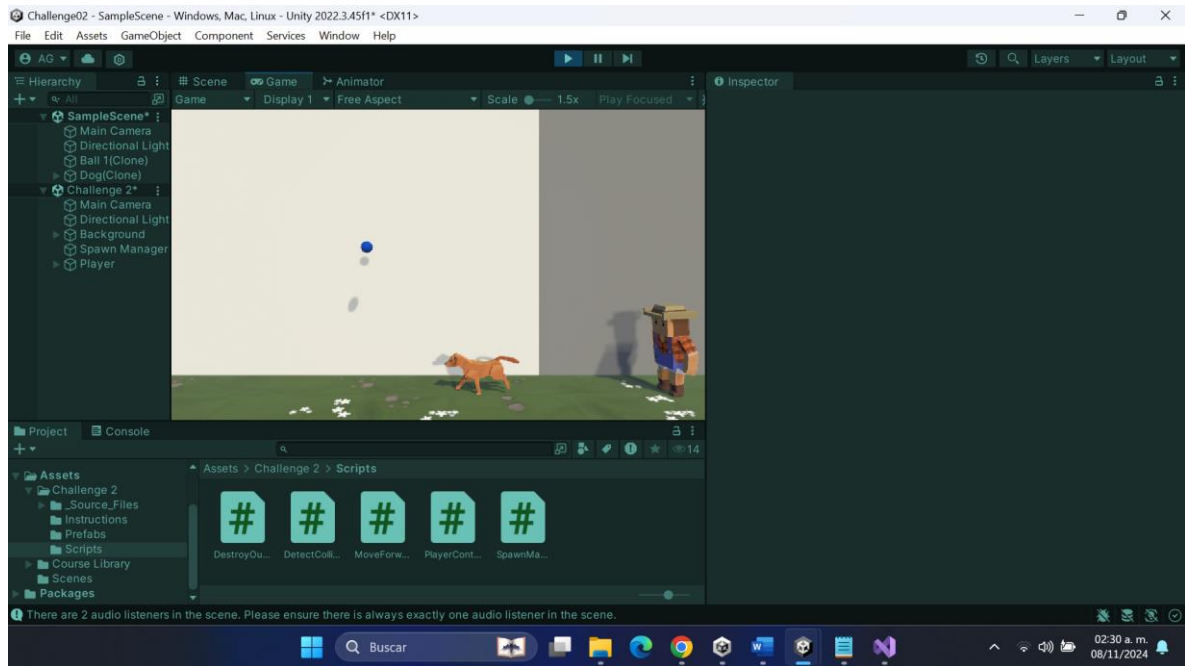 Challenge02 - SampleScene - Windows, Mac, Linux - Unity 2022.3.45f1* <DX11>
File Edit Assets GameObject Component Services Window Help
AG Layers Layout
Hierarchy Scene Game Animator Inspector
All Game Display 1 Free Aspect Scale 1.5x Play Focused
SampleScene*
Main Camera
Directional Light
Ball 1(Clone)
Dog(Clone)
Challenge 2*
Main Camera
Directional Light
Background
Spawn Manager
Player
Project Console
14
Assets > Challenge 2 > Scripts
Assets
Challenge 2
_Source_Files
Instructions
Prefabs
Scripts
Course Library
Scenes
Packages
# # # # #
DestroyOu... DetectColli... MoveForw... PlayerCont... SpawnMa...
There are 2 audio listeners in the scene. Please ensure there is always exactly one audio listener in the scene.
Buscar
02:30 a. m.
08/11/2024